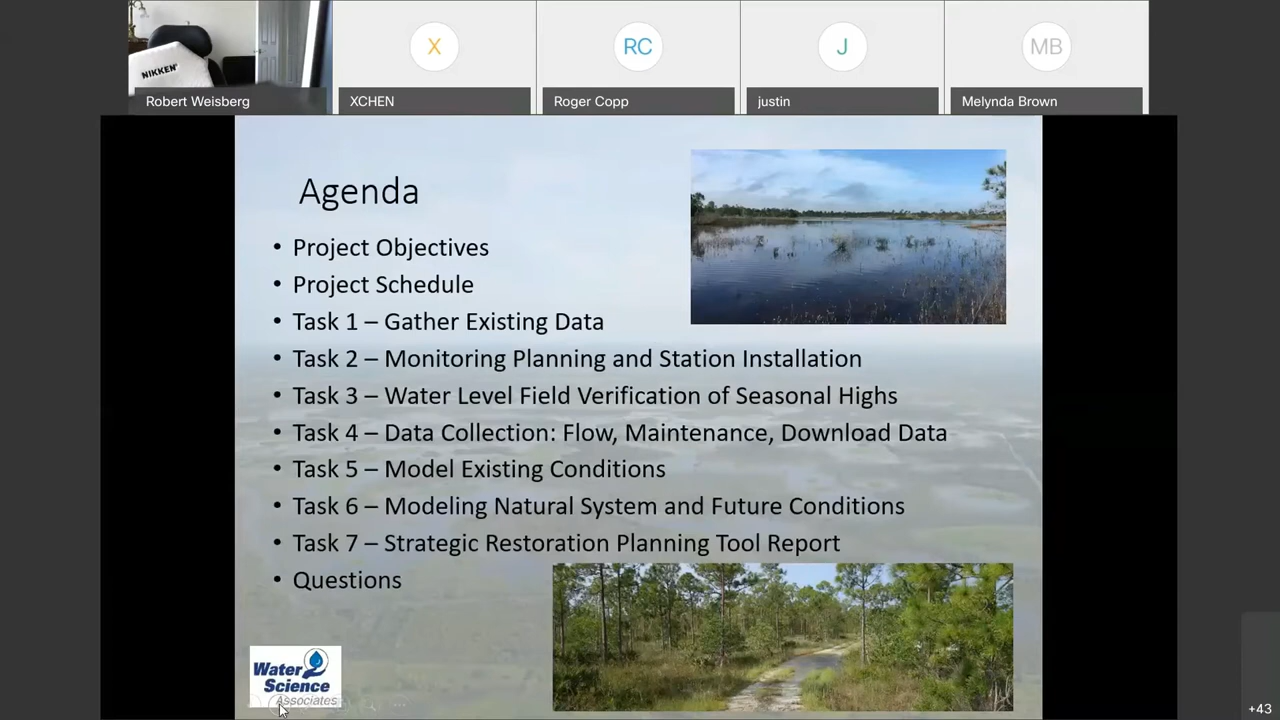 NIKKEN
X
RC
J
MB
Robert Weisberg
XCHEN
Roger Copp
justin
Melynda Brown
Agenda
• Project Objectives
• Project Schedule
• Task 1 – Gather Existing Data
• Task 2 – Monitoring Planning and Station Installation
• Task 3 – Water Level Field Verification of Seasonal Highs
• Task 4 – Data Collection: Flow, Maintenance, Download Data
• Task 5 – Model Existing Conditions
• Task 6 – Modeling Natural System and Future Conditions
• Task 7 – Strategic Restoration Planning Tool Report
• Questions
Water
Science
Associates
+43